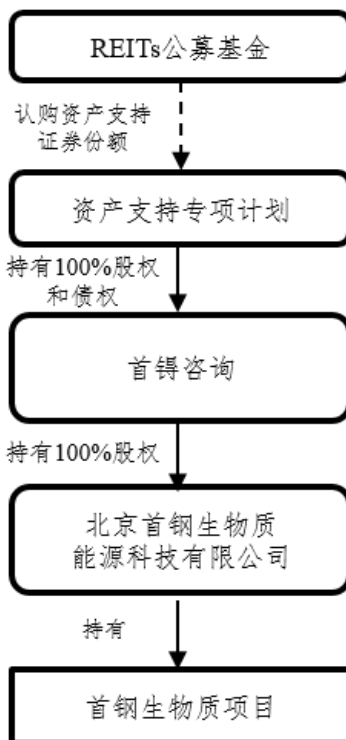 REITs公募基金
认购资产支持
证券份额
资产支持专项计划
持有100%股权
和债权
首锝咨询
持有100%股权
北京首钢生物质
能源科技有限公司
持有
首钢生物质项目